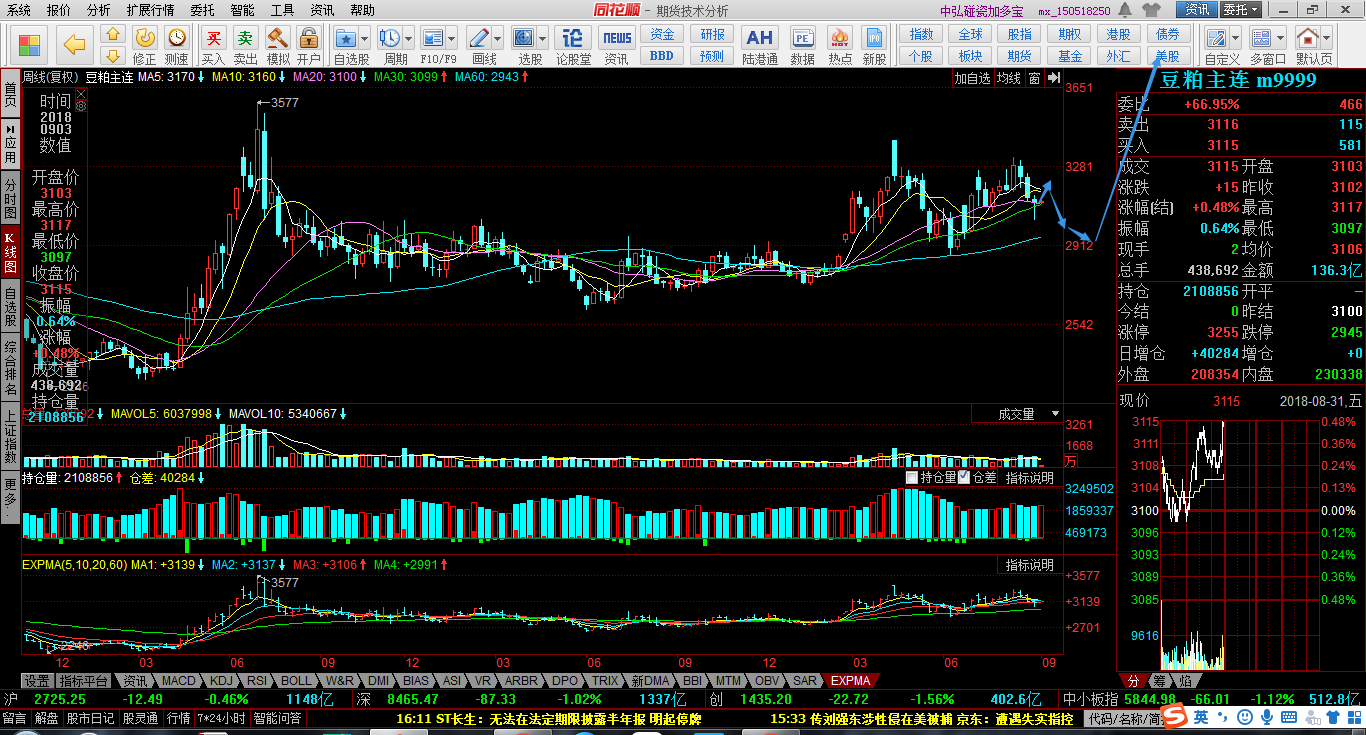 系统 报价 分析 扩展行情 委托 智能 工具 资讯 帮助
同花顺 - 期货技术分析
中弘碰瓷加多宝 mx_150518250 资讯 委托
修正 测速 买入 卖出 模拟 开户 自选股 周期 F10/F9 画线 选股 论股堂 资讯
买 卖 论 NEWS 资金 研报 AH PE HOT IPO 指数 全球 股指 期权 港股 债券
BBD 预测 陆港通 数据 热点 新股 个股 板块 期货 基金 外汇 美股 自定义 多窗口 默认页
首页
应用
分时图
K线图
自选股
综合排名
上证指数
更多
周线(复权) 豆粕主连 MA5: 3170 MA10: 3160 MA20: 3100 MA30: 3099 MA60: 2943
加自选 均线 窗
时间
2018
0903
数值
开盘价
3103
最高价
3117
最低价
3097
收盘价
3115
振幅
0.64%
涨幅
+0.48%
成交量
438,692
持仓量
2108856
3577
3651
3281
2912
2542
MAVOL5: 6037998 MAVOL10: 5340667
成交量
3261
1668
万
持仓量: 2108856 仓差: 40284
持仓量 仓差 指标说明
3249502
1859337
469173
EXPMA(5,10,20,60) MA1: +3139 MA2: +3137 MA3: +3106 MA4: +2991
指标说明
3577
2246
+3577
+3139
+2701
12 03 06 09 12 03 06 09 12 03 06 09
设置 指标平台 资讯 MACD KDJ RSI BOLL W&R DMI BIAS ASI VR ARBR DPO TRIX 新DMA BBI MTM OBV SAR EXPMA
豆粕主连 m9999
委比 +66.95% 466
卖出 3116 115
买入 3115 581
成交 3115 开盘 3103
涨跌 +15 昨收 3102
涨幅(结) +0.48% 最高 3117
振幅 0.64% 最低 3097
现手 2 均价 3106
总手 438,692 金额 136.3亿
持仓 2108856 开平 –
今结 0 昨结 3100
涨停 3255 跌停 2945
日增仓 +40284 增仓 +0
外盘 208354 内盘 230338
现价 3115 2018-08-31,五
3115 0.48%
3111 0.36%
3108 0.24%
3104 0.13%
3100 0.00%
3096 0.12%
3093 0.24%
3089 0.36%
3085 0.48%
9616
分 筹 焰
沪 2725.25 -12.49 -0.46% 1148亿 深 8465.47 -87.33 -1.02% 1337亿 创 1435.20 -22.72 -1.56% 402.6亿 中小板指 5844.98 -66.01 -1.12% 512.8亿
留言 解盘 股市日记 股灵通 行情 7*24小时 智能问答
16:11 ST长生：无法在法定期限披露半年报 明起停牌
15:33 传刘强东涉性侵在美被捕 京东：遭遇失实指控
代码/名称/简
S 英